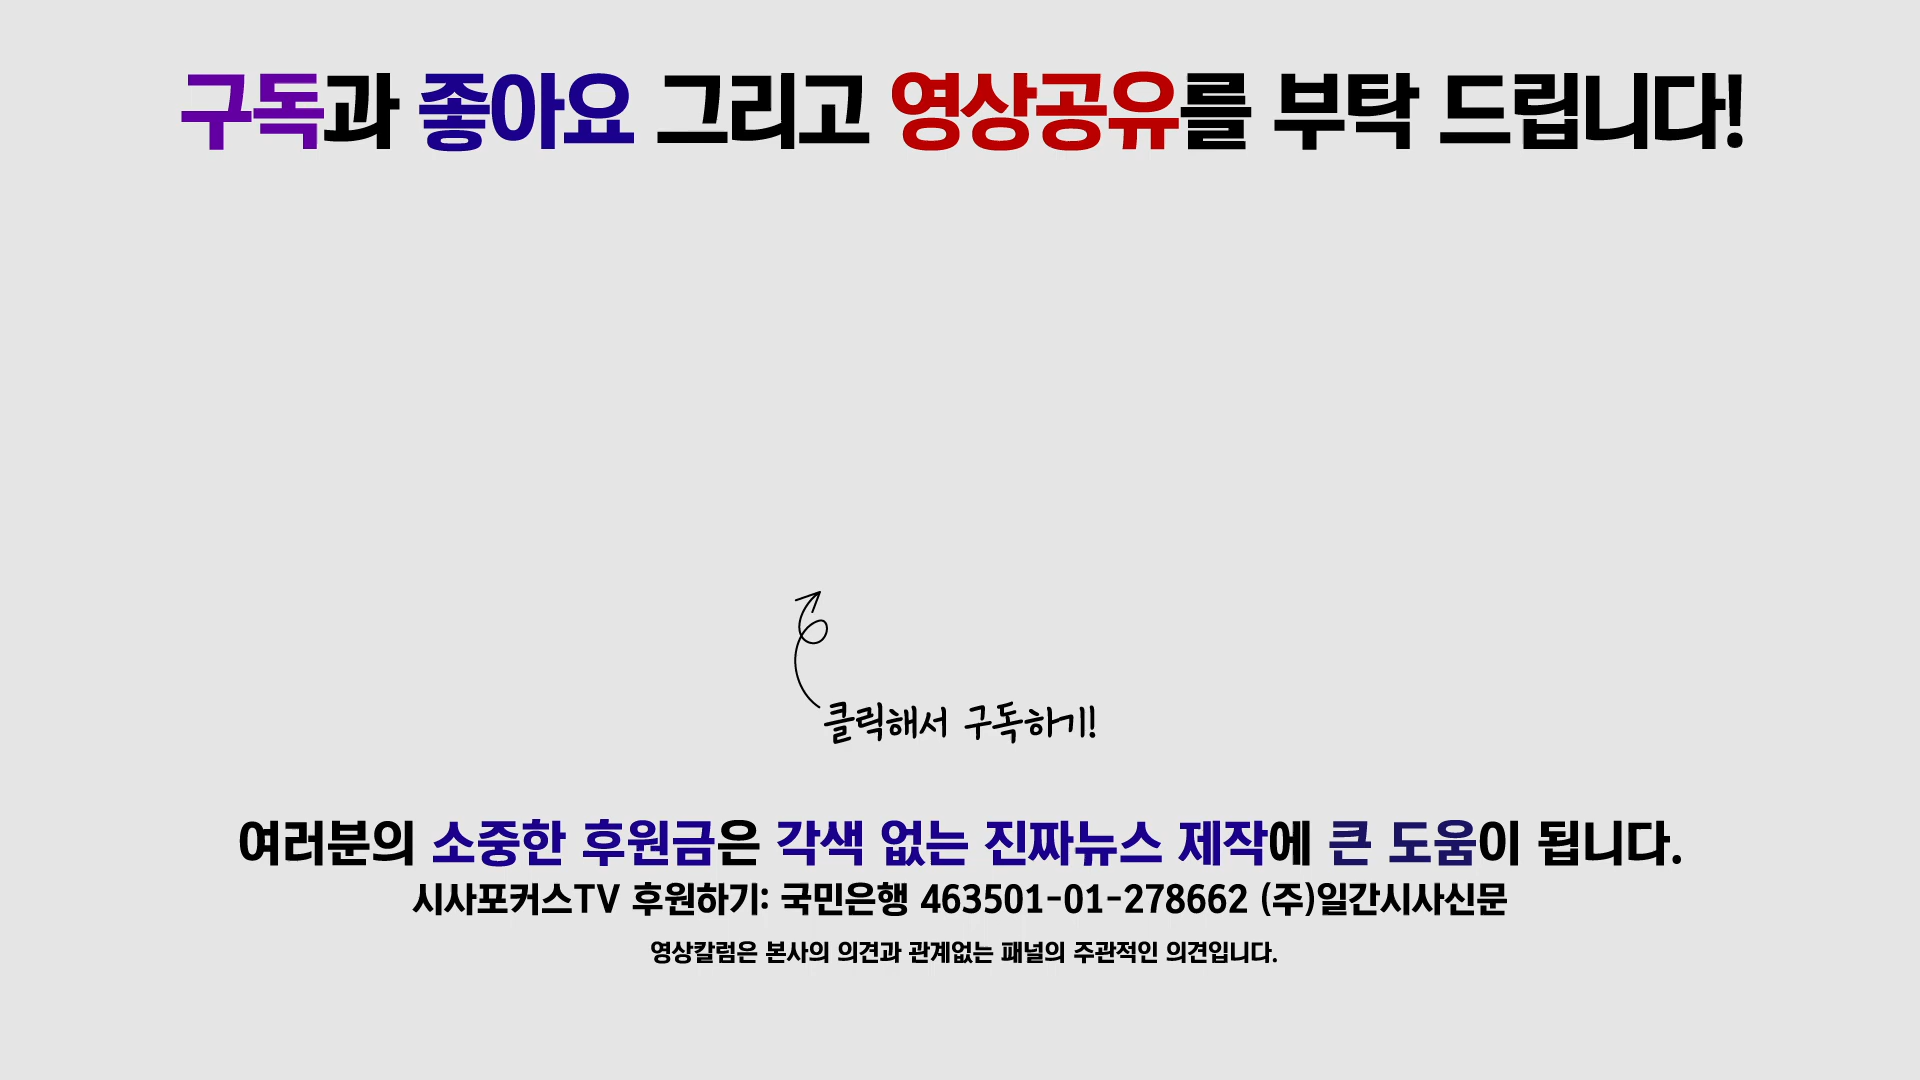 구독과 좋아요 그리고 영상공유를 부탁 드립니다!
클릭해서 구독하기!
여러분의 소중한 후원금은 각색 없는 진짜뉴스 제작에 큰 도움이 됩니다.
시사포커스TV 후원하기: 국민은행 463501-01-278662 (주)일간시사신문
영상칼럼은 본사의 의견과 관계없는 패널의 주관적인 의견입니다.